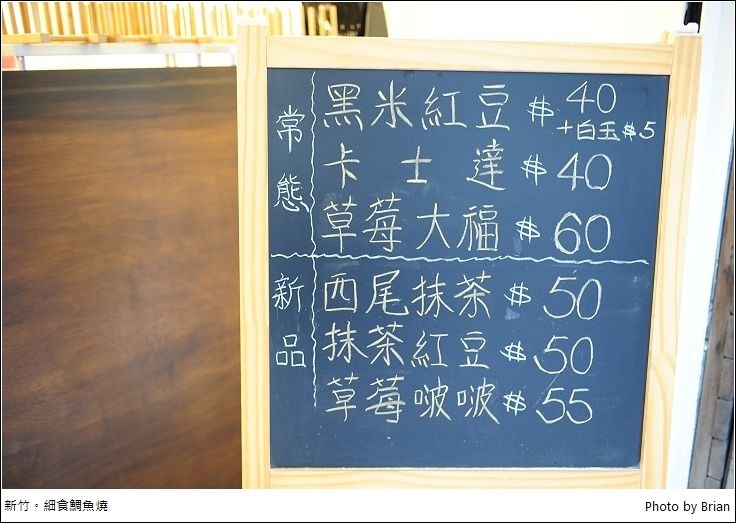 常態
黑米紅豆 $ 40
+白玉 $5
卡士達 $ 40
草莓大福 $ 60
新品
西尾抹茶 $ 50
抹茶紅豆 $ 50
草莓啵啵 $ 55
新竹。細食鯛魚燒
Photo by Brian